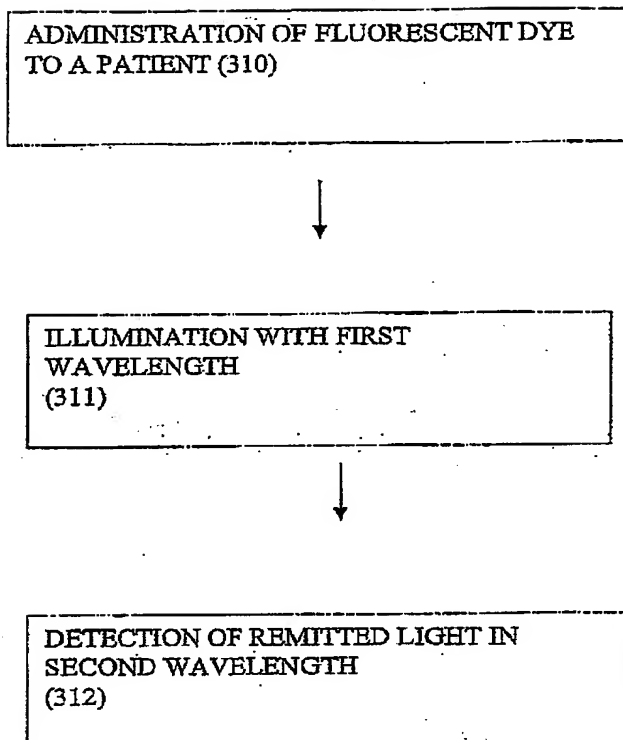 ADMINISTRATION OF FLUORESCENT DYE
TO A PATIENT (310)
ILLUMINATION WITH FIRST
WAVELENGTH
(311)
DETECTION OF REMITTED LIGHT IN
SECOND WAVELENGTH
(312)